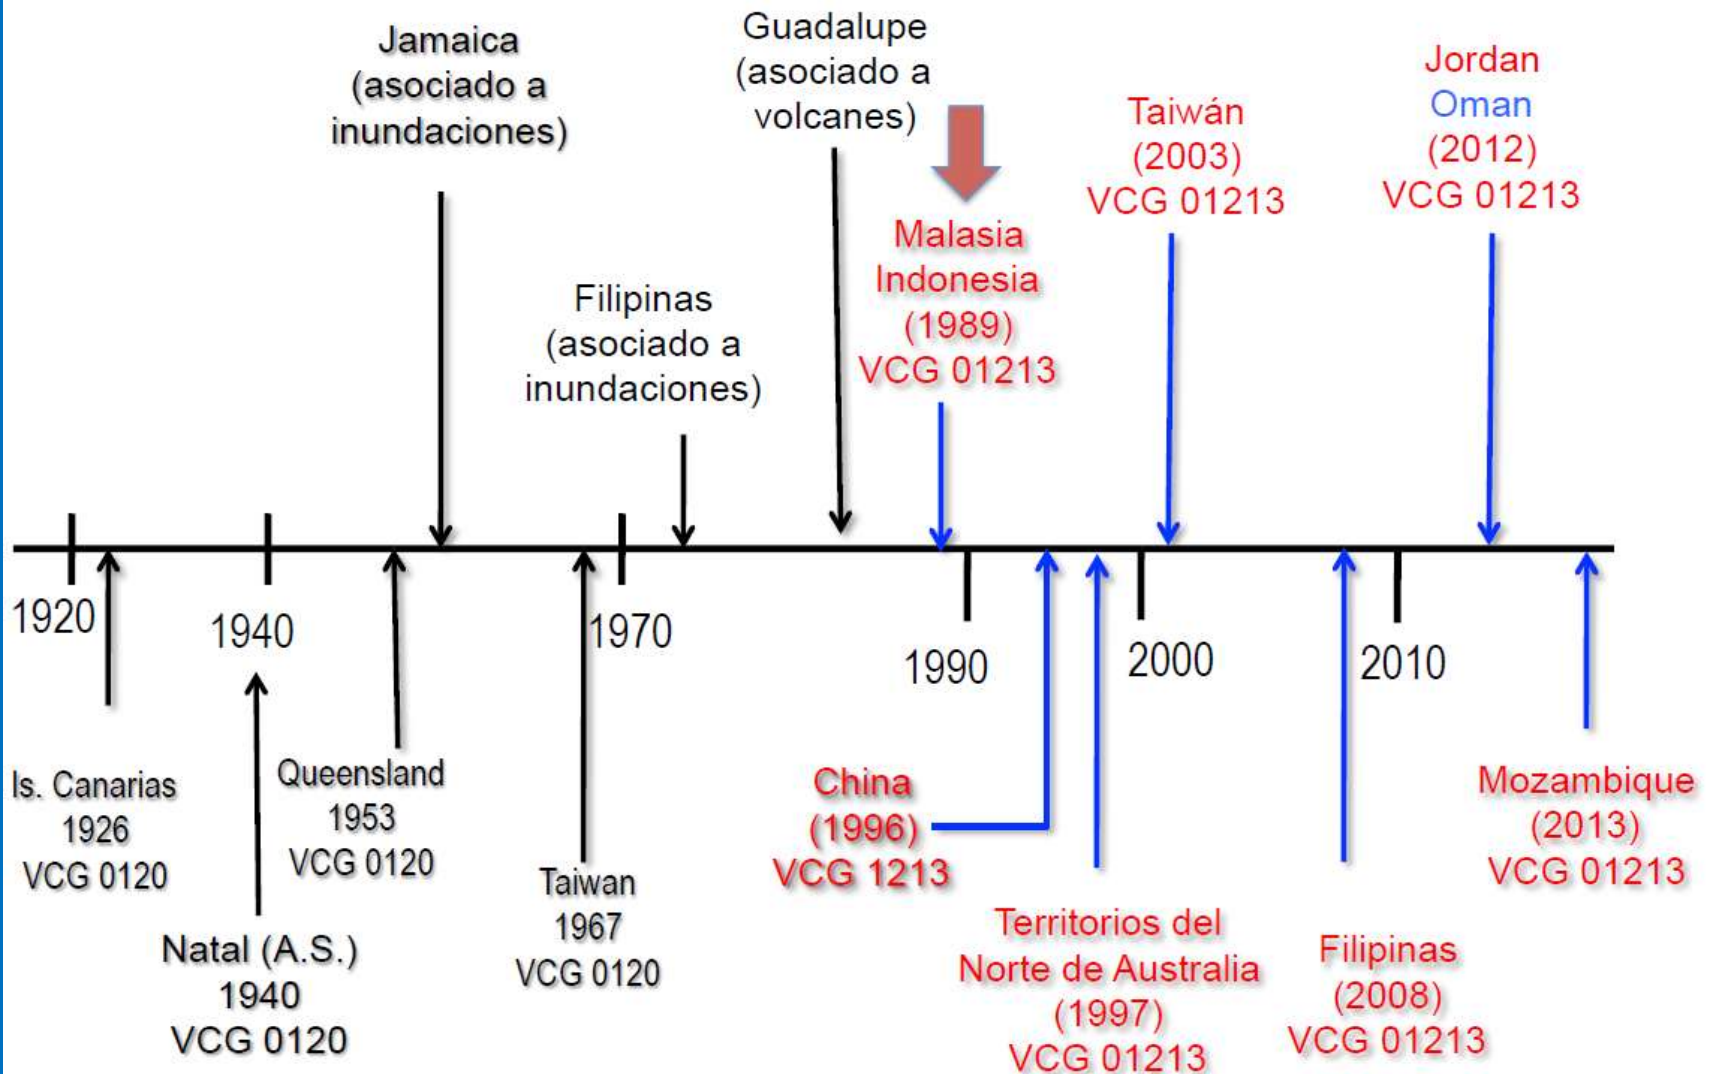 Jamaica
(asociado a
inundaciones)
Guadalupe
(asociado a
volcanes)
Filipinas
(asociado a
inundaciones)
Malasia
Indonesia
(1989)
VCG 01213
Taiwán
(2003)
VCG 01213
Jordan
Oman
(2012)
VCG 01213
1920
1940
1970
1990
2000
2010
Is. Canarias
1926
VCG 0120
Natal (A.S.)
1940
VCG 0120
Queensland
1953
VCG 0120
Taiwan
1967
VCG 0120
China
(1996)
VCG 1213
Territorios del
Norte de Australia
(1997)
VCG 01213
Filipinas
(2008)
VCG 01213
Mozambique
(2013)
VCG 01213